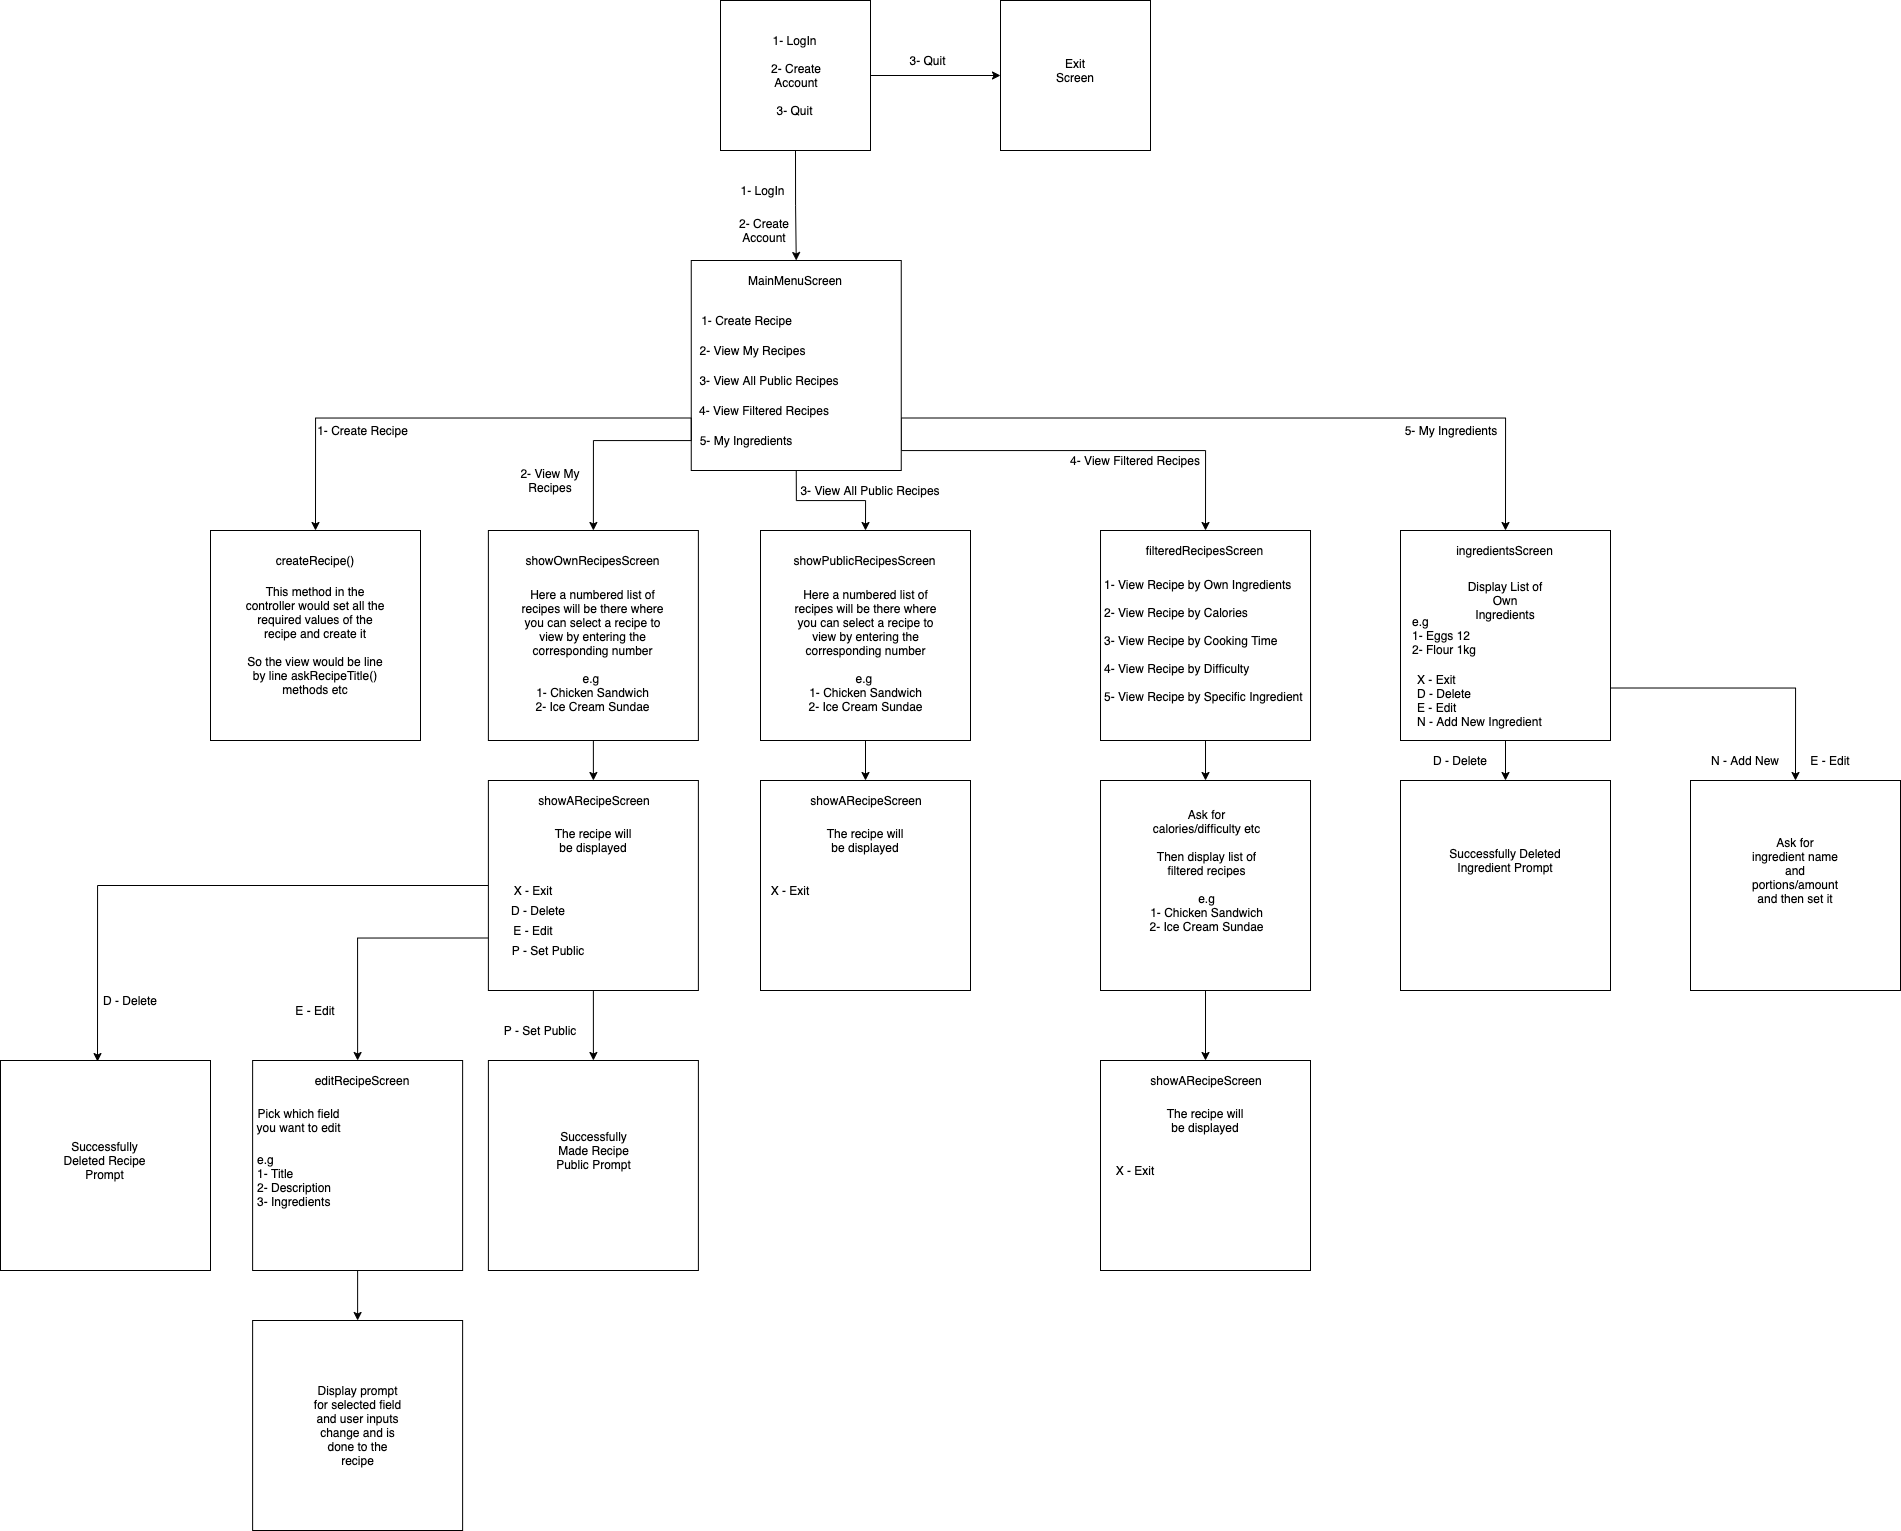 1- LogIn
2- Create
Account
3- Quit
3- Quit
Exit
Screen
1- LogIn
2- Create
Account
MainMenuScreen
1- Create Recipe
2- View My Recipes
3- View All Public Recipes
4- View Filtered Recipes
5- My Ingredients
1- Create Recipe
2- View My
Recipes
3- View All Public Recipes
4- View Filtered Recipes
5- My Ingredients
createRecipe()
This method in the
controller would set all the
required values of the
recipe and create it
So the view would be line
by line askRecipeTitle()
methods etc
showOwnRecipesScreen
Here a numbered list of
recipes will be there where
you can select a recipe to
view by entering the
corresponding number
e.g
1- Chicken Sandwich
2- Ice Cream Sundae
showPublicRecipesScreen
Here a numbered list of
recipes will be there where
you can select a recipe to
view by entering the
corresponding number
e.g
1- Chicken Sandwich
2- Ice Cream Sundae
filteredRecipesScreen
1- View Recipe by Own Ingredients
2- View Recipe by Calories
3- View Recipe by Cooking Time
4- View Recipe by Difficulty
5- View Recipe by Specific Ingredient
ingredientsScreen
Display List of
Own
Ingredients
e.g
1- Eggs 12
2- Flour 1kg
X - Exit
D - Delete
E - Edit
N - Add New Ingredient
D - Delete
N - Add New
E - Edit
showARecipeScreen
The recipe will
be displayed
X - Exit
D - Delete
E - Edit
P - Set Public
showARecipeScreen
The recipe will
be displayed
X - Exit
Ask for
calories/difficulty etc
Then display list of
filtered recipes
e.g
1- Chicken Sandwich
2- Ice Cream Sundae
Successfully Deleted
Ingredient Prompt
Ask for
ingredient name
and
portions/amount
and then set it
D - Delete
E - Edit
P - Set Public
Successfully
Deleted Recipe
Prompt
editRecipeScreen
Pick which field
you want to edit
e.g
1- Title
2- Description
3- Ingredients
Successfully
Made Recipe
Public Prompt
showARecipeScreen
The recipe will
be displayed
X - Exit
Display prompt
for selected field
and user inputs
change and is
done to the
recipe